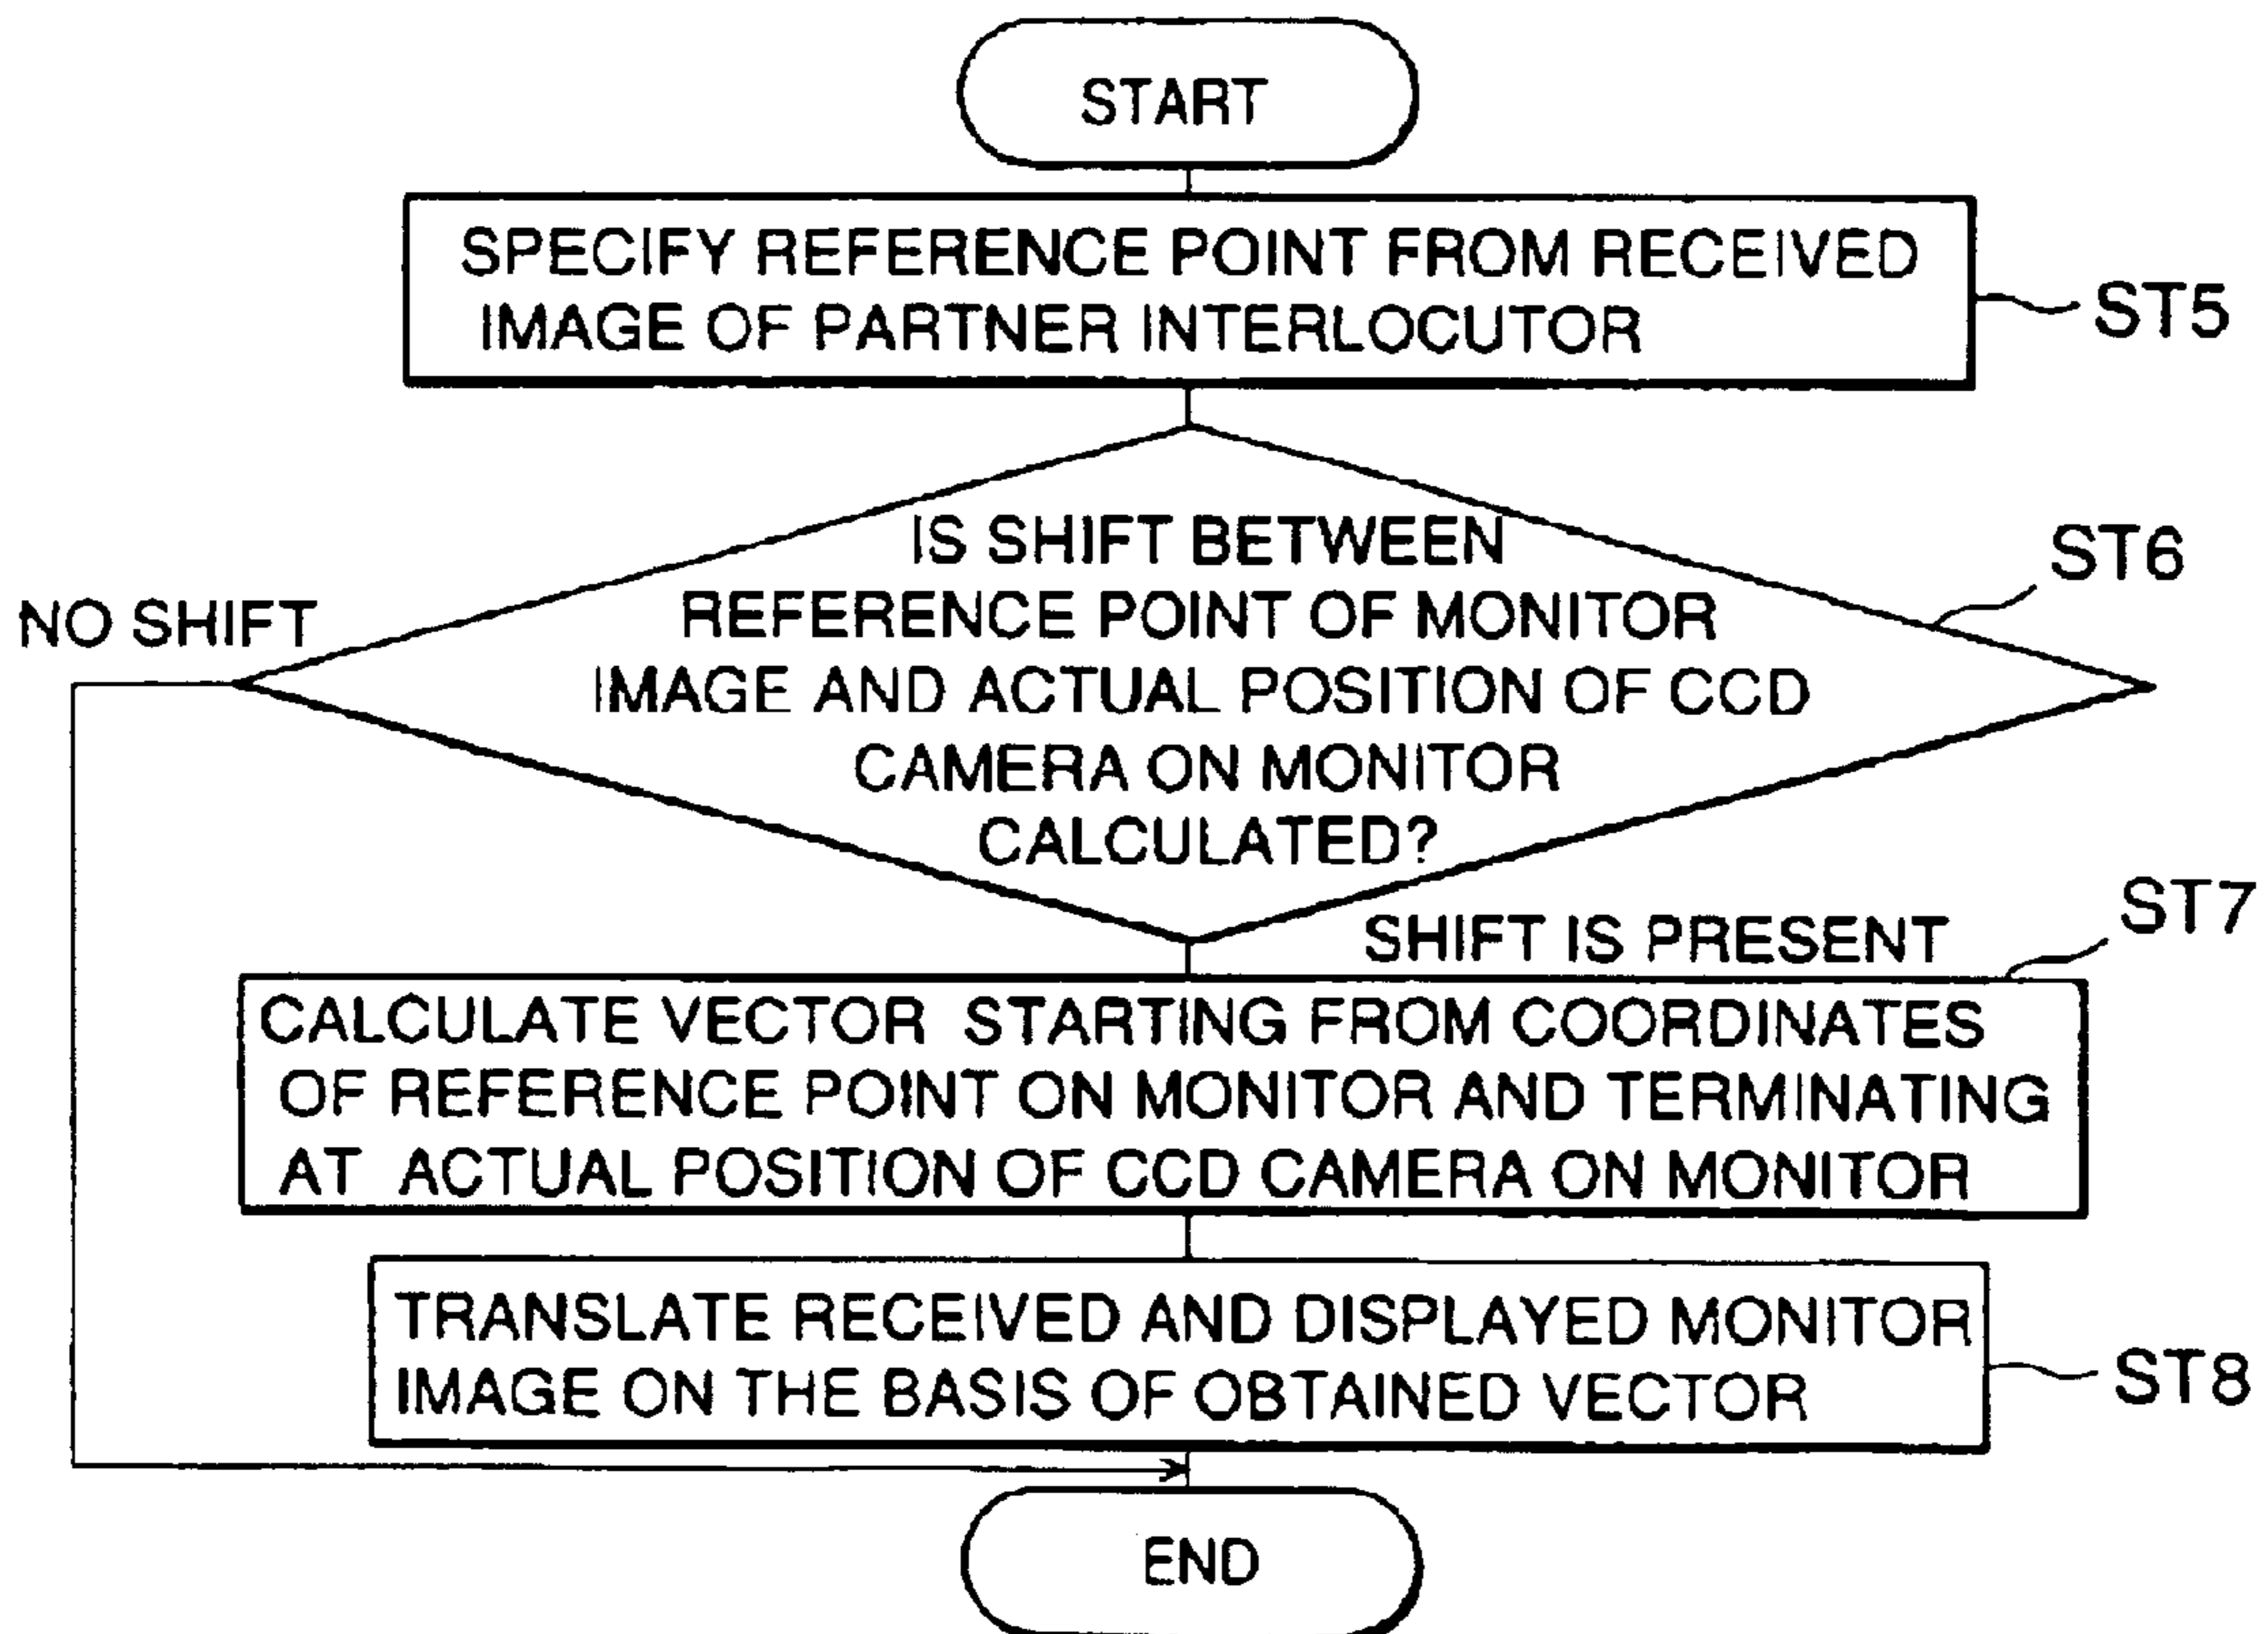 START
SPECIFY REFERENCE POINT FROM RECEIVED
IMAGE OF PARTNER INTERLOCUTOR
ST5
IS SHIFT BETWEEN
REFERENCE POINT OF MONITOR
IMAGE AND ACTUAL POSITION OF CCD
CAMERA ON MONITOR
CALCULATED?
ST6
NO SHIFT
SHIFT IS PRESENT
ST7
CALCULATE VECTOR STARTING FROM COORDINATES
OF REFERENCE POINT ON MONITOR AND TERMINATING
AT ACTUAL POSITION OF CCD CAMERA ON MONITOR
TRANSLATE RECEIVED AND DISPLAYED MONITOR
IMAGE ON THE BASIS OF OBTAINED VECTOR
ST8
END